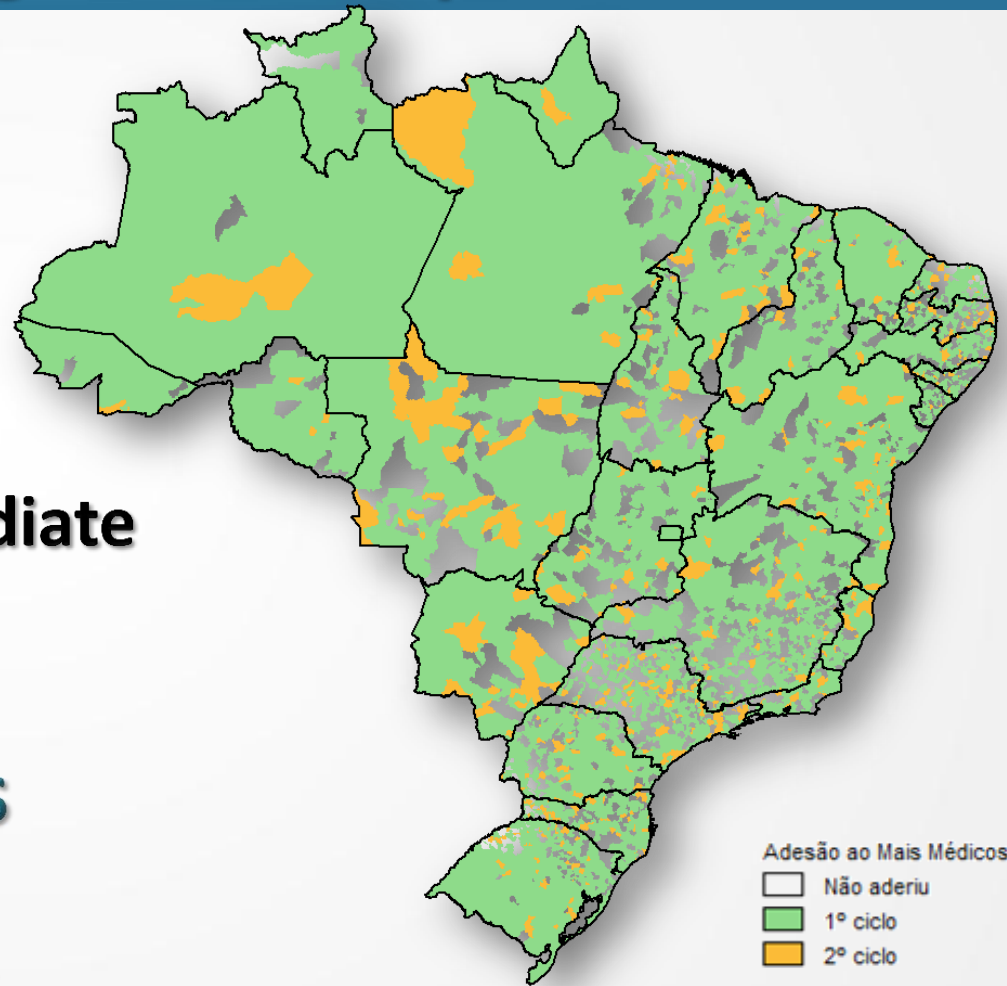 diate
s
Adesão ao Mais Médicos
Não aderiu
1º ciclo
2º ciclo